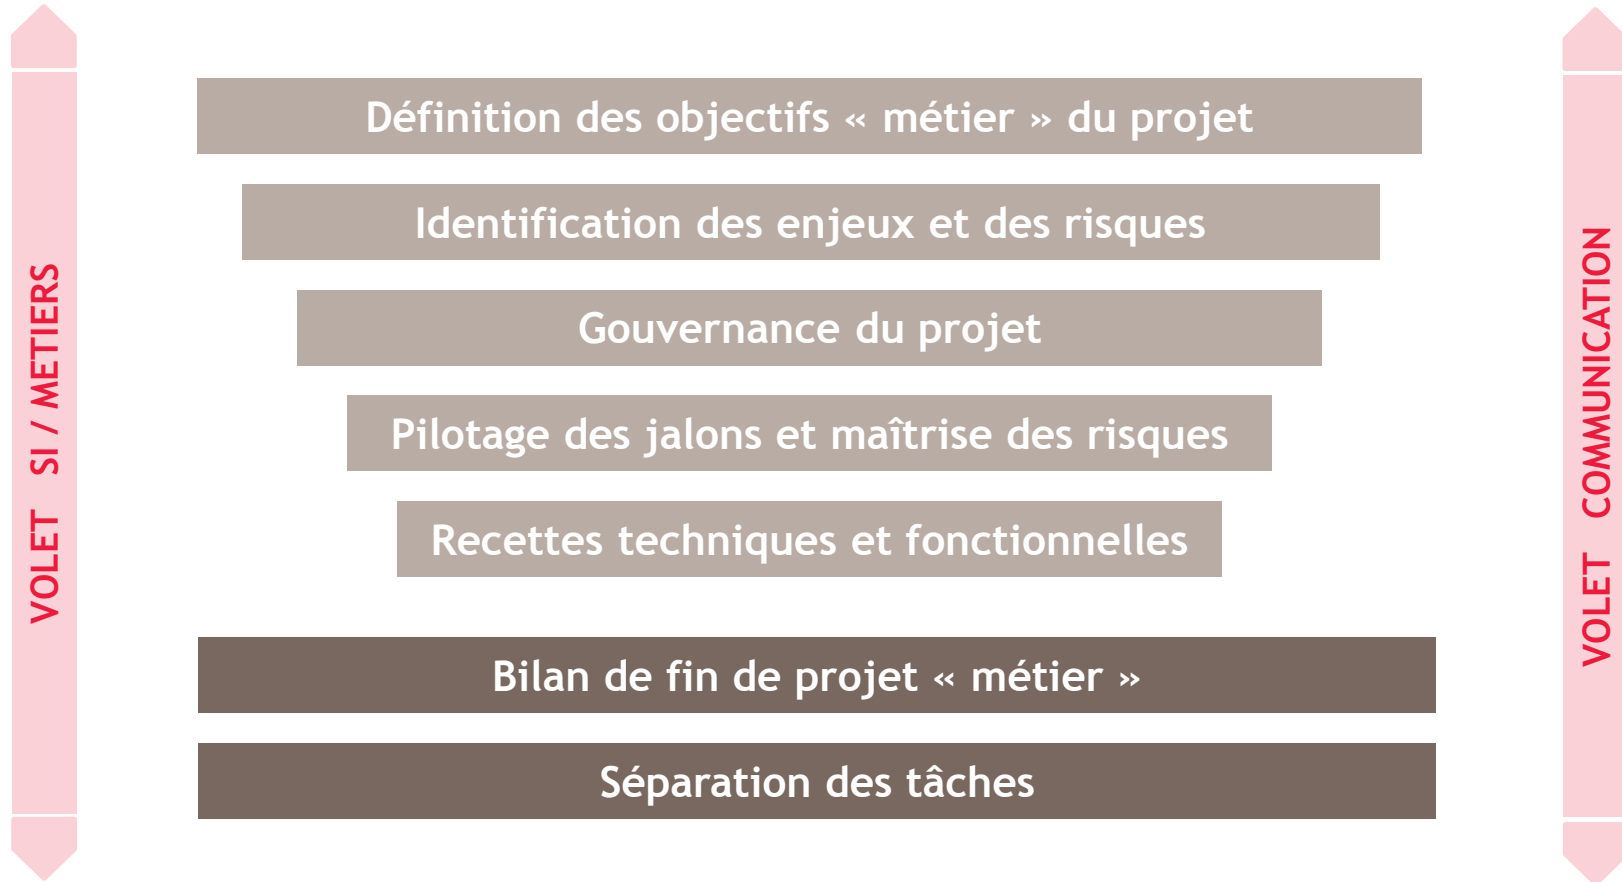 VOLET SI / METIERS
Définition des objectifs « métier » du projet
Identification des enjeux et des risques
Gouvernance du projet
Pilotage des jalons et maîtrise des risques
Recettes techniques et fonctionnelles
Bilan de fin de projet « métier »
Séparation des tâches
VOLET COMMUNICATION